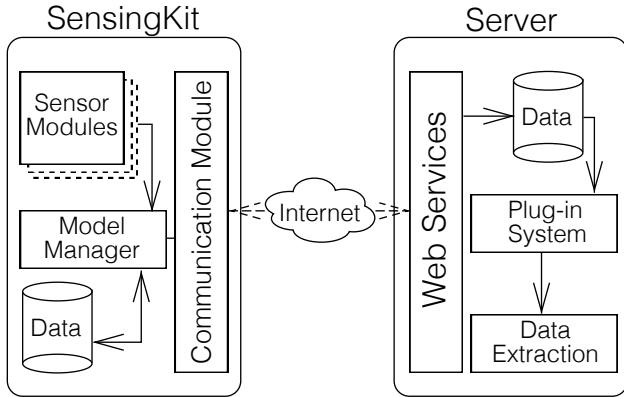 SensingKit
Server
Sensor
Modules
Communication Module
Model
Manager
Data
Internet
Web Services
Data
Plug-in
System
Data
Extraction